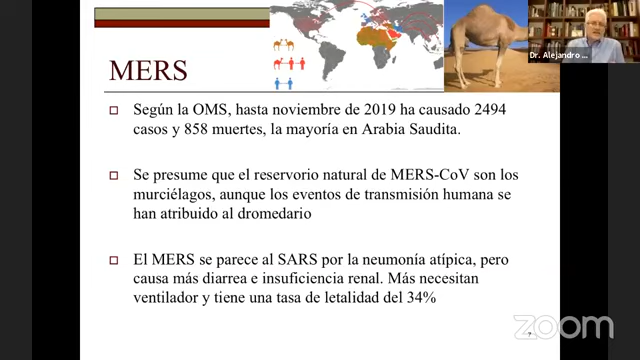 Dr. Alejandro ...
MERS
Según la OMS, hasta noviembre de 2019 ha causado 2494
casos y 858 muertes, la mayoría en Arabia Saudita.
Se presume que el reservorio natural de MERS-CoV son los
murciélagos, aunque los eventos de transmisión humana se
han atribuido al dromedario
El MERS se parece al SARS por la neumonía atípica, pero
causa más diarrea e insuficiencia renal. Más necesitan
ventilador y tiene una tasa de letalidad del 34%
7
zoom